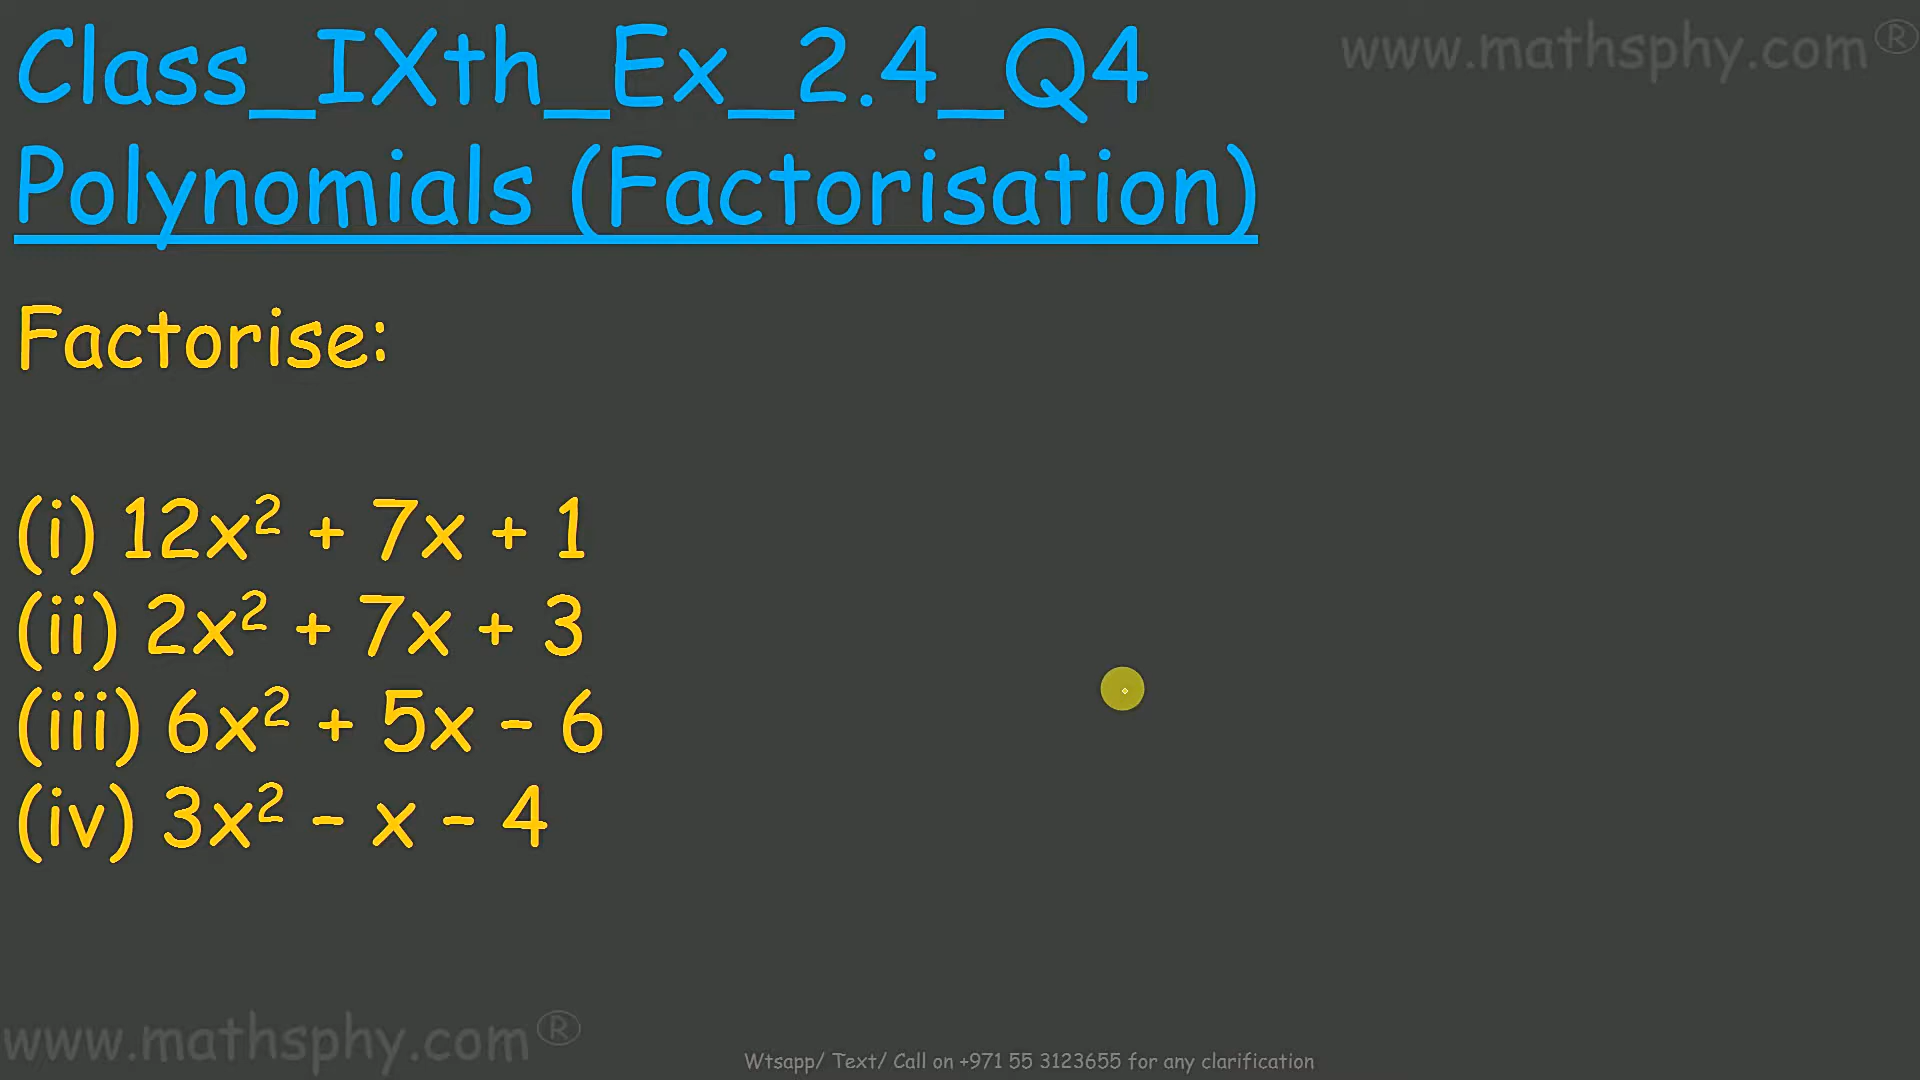 Class_IXth_Ex_2.4_Q4
www.mathsphy.com®
Polynomials (Factorisation)
Factorise:
(i) 12x² + 7x + 1
(ii) 2x² + 7x + 3
(iii) 6x² + 5x - 6
(iv) 3x² - x - 4
www.mathsphy.com®
Wtsapp/ Text/ Call on +971 55 3123655 for any clarification